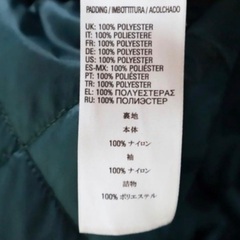 PADDING / IMBOTTITURA / ACOLCHADO
UK: 100% POLYESTER
IT: 100% POLIESTERE
FR: 100% POLYESTER
DE: 100% POLYESTER
US: 100% POLYESTER
ES-MX: 100% POLIÉSTER
PT: 100% POLIÉSTER
TR: 100% POLYESTER
EL: 100% ΠΟΛΥΕΣΤΕΡΑΣ
RU: 100% ПОЛИЭСТЕР
裏地
本体
100% ナイロン
袖
100% ナイロン
詰物
100% ポリエステル